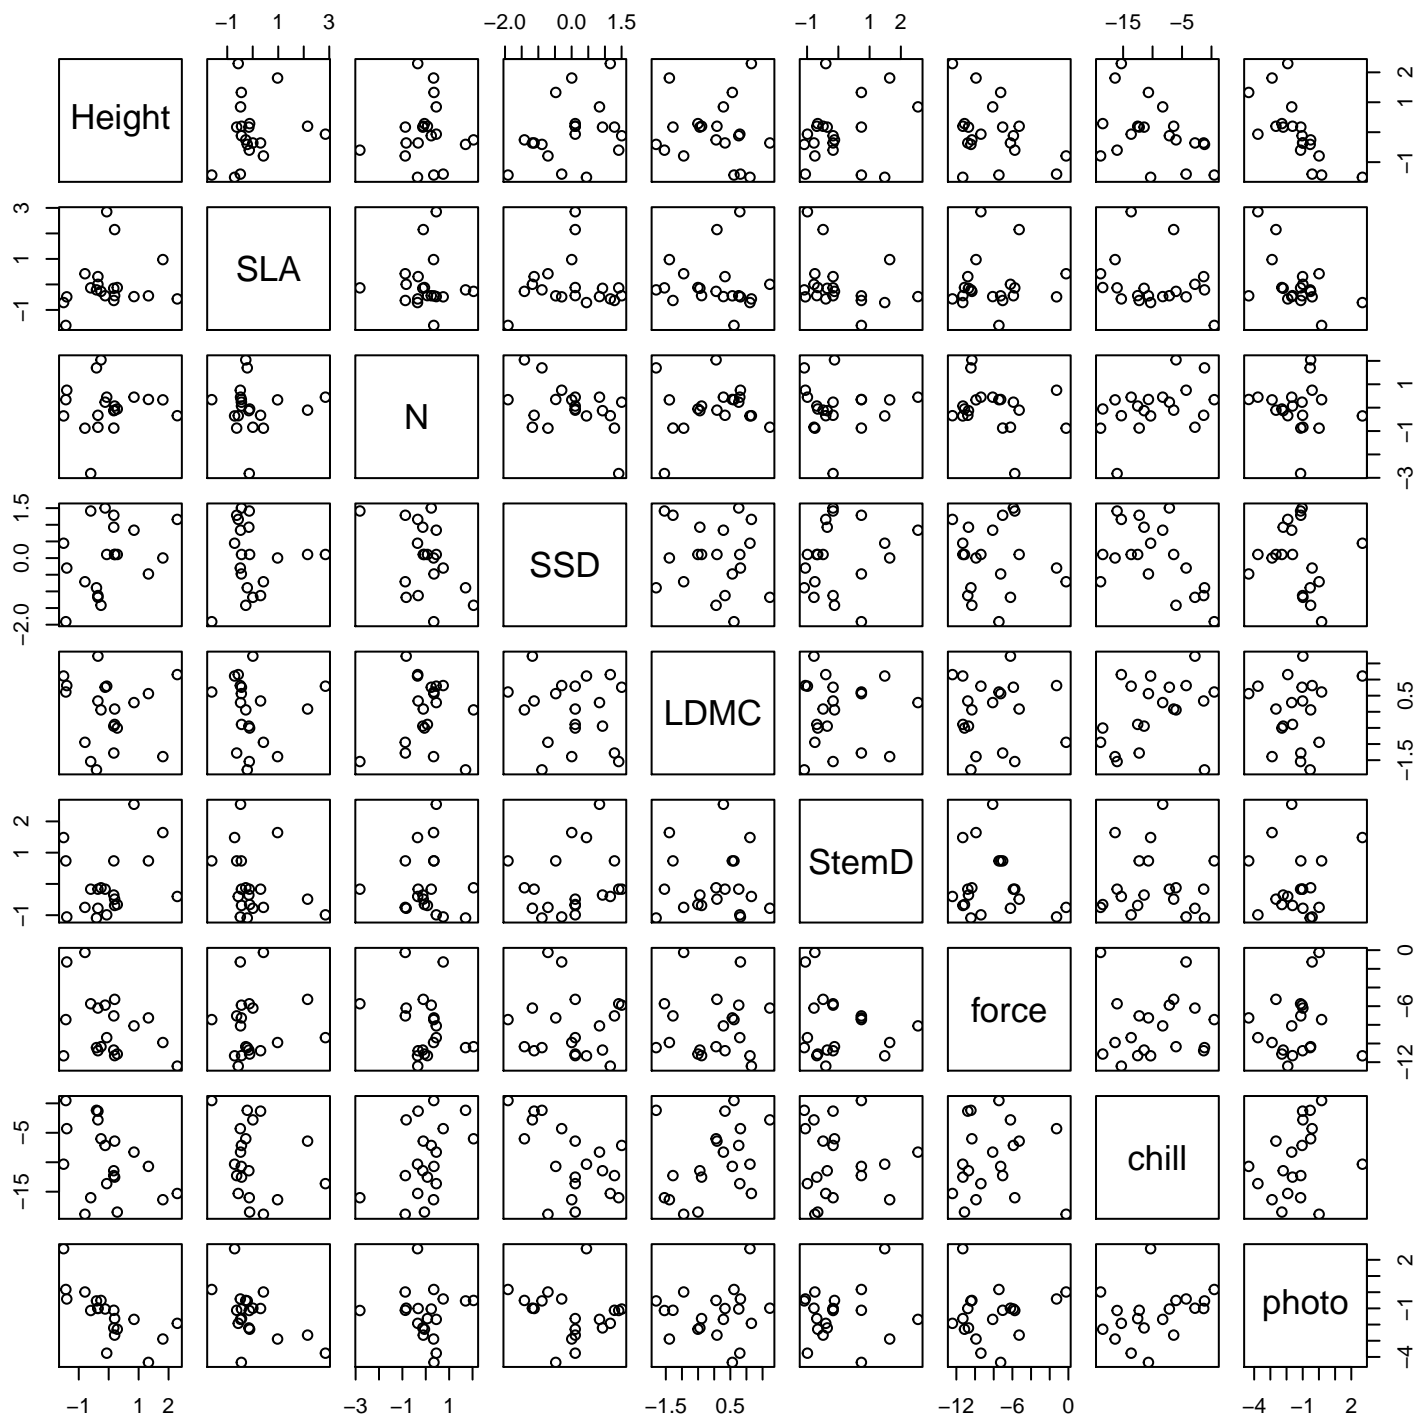 −1 1 3 −2.0 0.0 1.5 −1 1 2 −15 −5
Height −1 1 2
−1 1 3 SLA
N −3 −1 1
−2.0 0.0 1.5 SSD
LDMC −1.5 0.5
−1 1 2 StemD
force −12 −6 0
−15 −5 chill
photo −4 −1 2
−1 1 2 −3 −1 1 −1.5 0.5 −12 −6 0 −4 −1 2